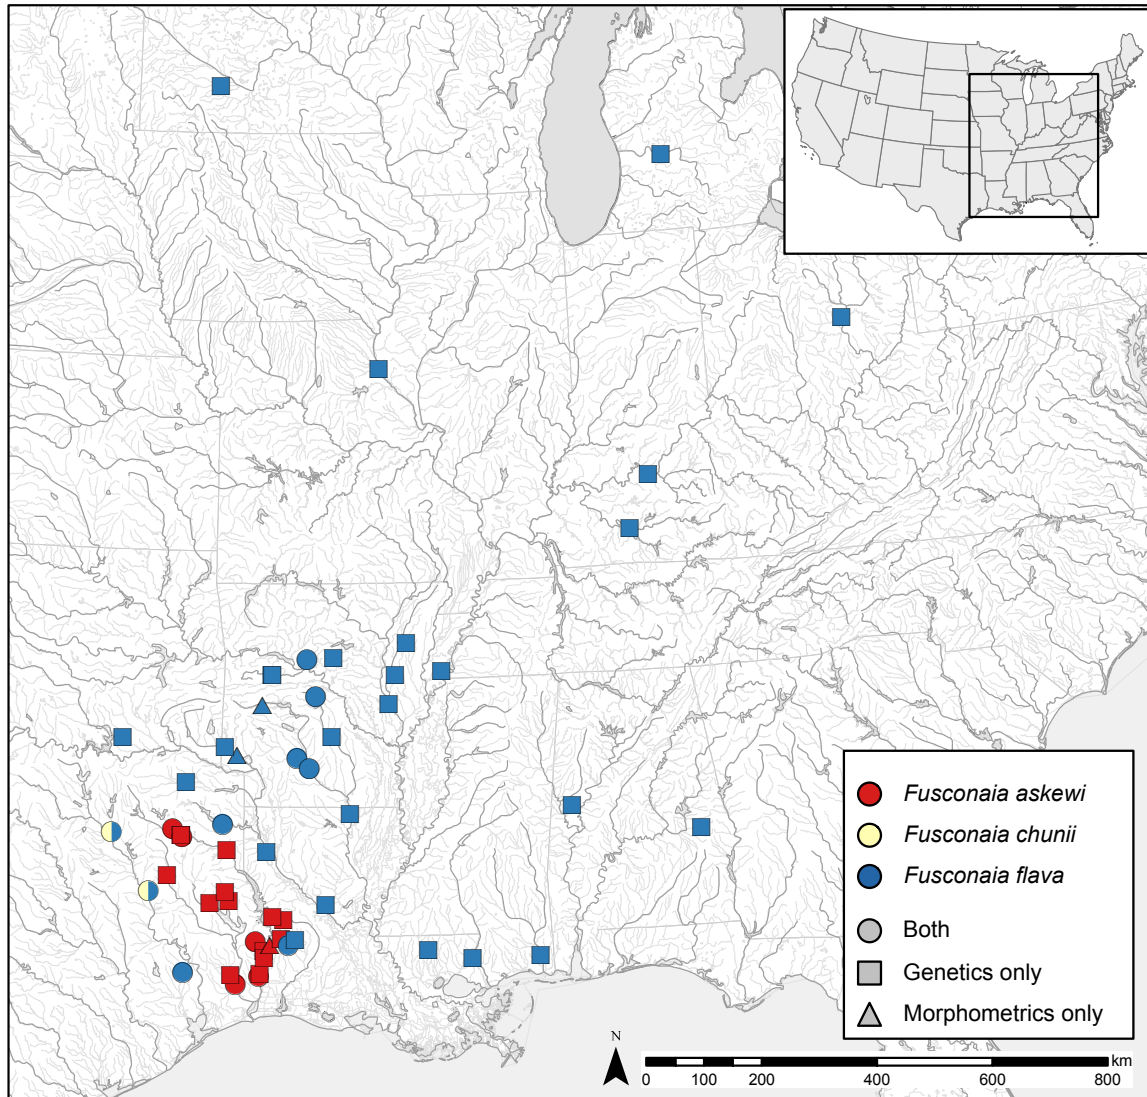 Fusconaia askewi
Fusconaia chunii
Fusconaia flava
Both
Genetics only
Morphometrics only
N
km
0 100 200 400 600 800